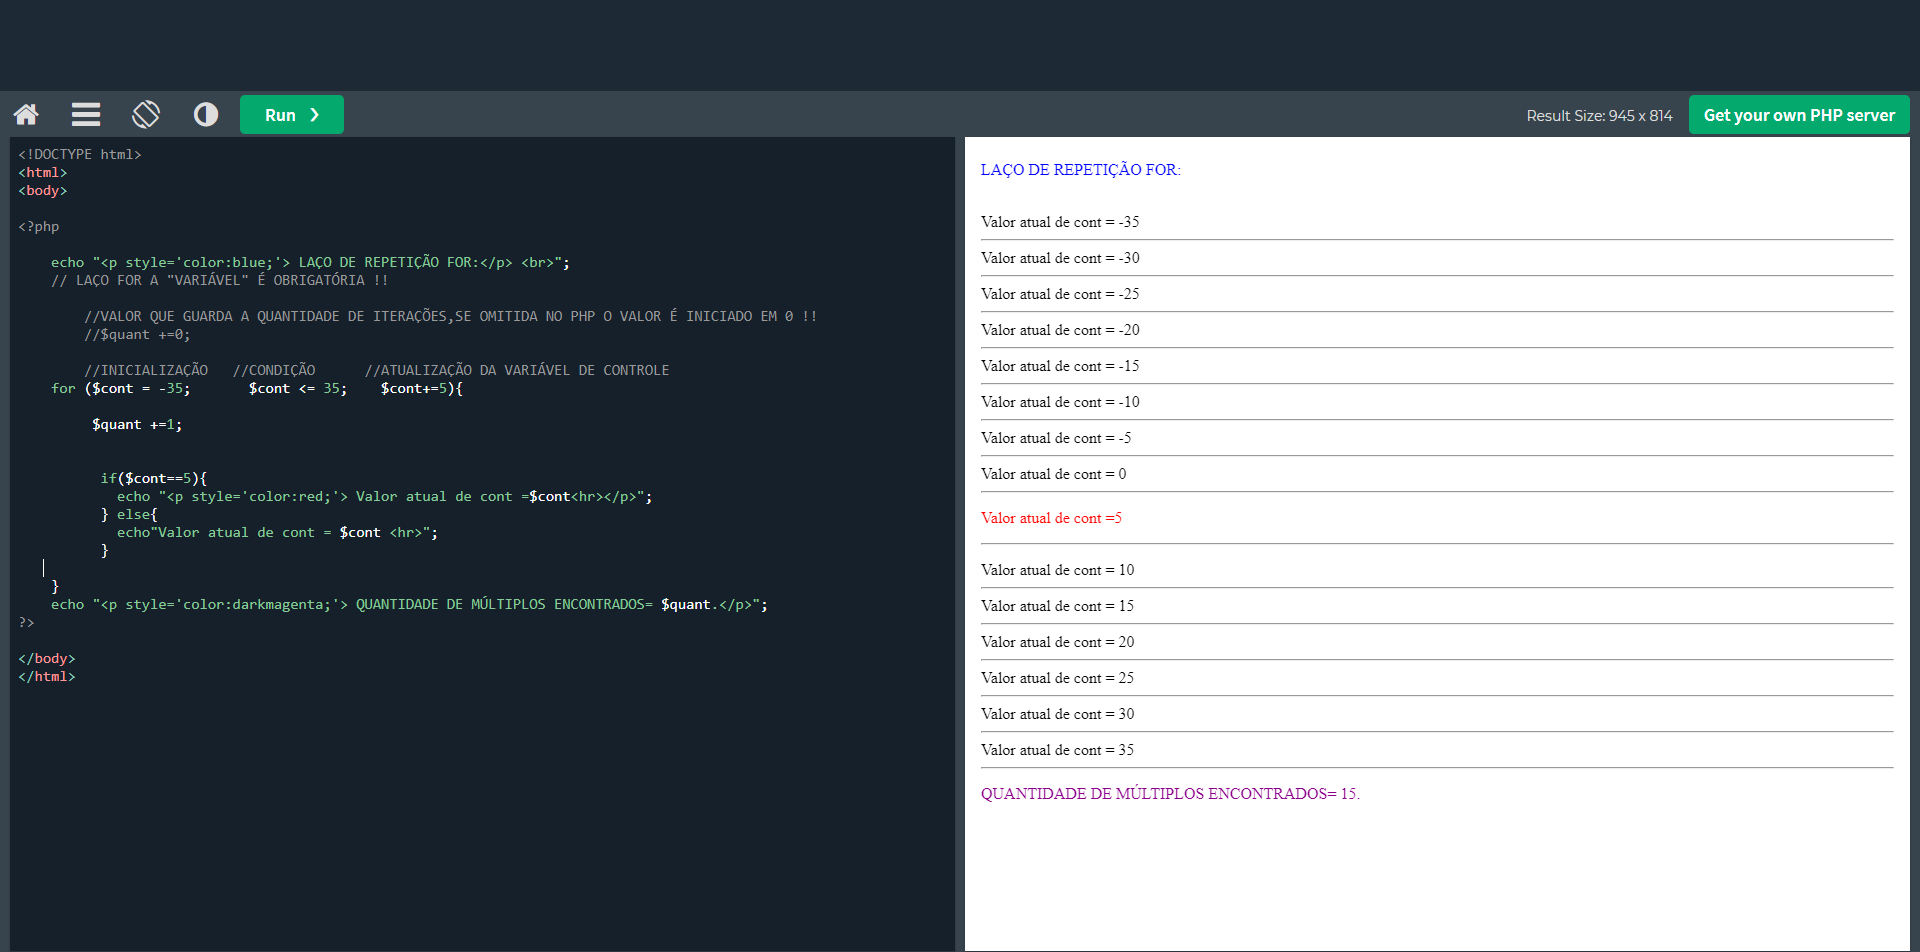 Run ❯
Result Size: 945 x 814
Get your own PHP server
<!DOCTYPE html>
<html>
<body>
<?php
echo "<p style='color:blue;'> LAÇO DE REPETIÇÃO FOR:</p> <br>";
// LAÇO FOR A "VARIÁVEL" É OBRIGATÓRIA !!
//VALOR QUE GUARDA A QUANTIDADE DE ITERAÇÕES,SE OMITIDA NO PHP O VALOR É INICIADO EM 0 !!
//$quant +=0;
//INICIALIZAÇÃO //CONDIÇÃO //ATUALIZAÇÃO DA VARIÁVEL DE CONTROLE
for ($cont = -35; $cont <= 35; $cont+=5){
$quant +=1;
if($cont==5){
echo "<p style='color:red;'> Valor atual de cont =$cont<hr></p>";
} else{
echo"Valor atual de cont = $cont <hr>";
}
}
echo "<p style='color:darkmagenta;'> QUANTIDADE DE MÚLTIPLOS ENCONTRADOS= $quant.</p>";
?>
</body>
</html>
LAÇO DE REPETIÇÃO FOR:
Valor atual de cont = -35
Valor atual de cont = -30
Valor atual de cont = -25
Valor atual de cont = -20
Valor atual de cont = -15
Valor atual de cont = -10
Valor atual de cont = -5
Valor atual de cont = 0
Valor atual de cont =5
Valor atual de cont = 10
Valor atual de cont = 15
Valor atual de cont = 20
Valor atual de cont = 25
Valor atual de cont = 30
Valor atual de cont = 35
QUANTIDADE DE MÚLTIPLOS ENCONTRADOS= 15.